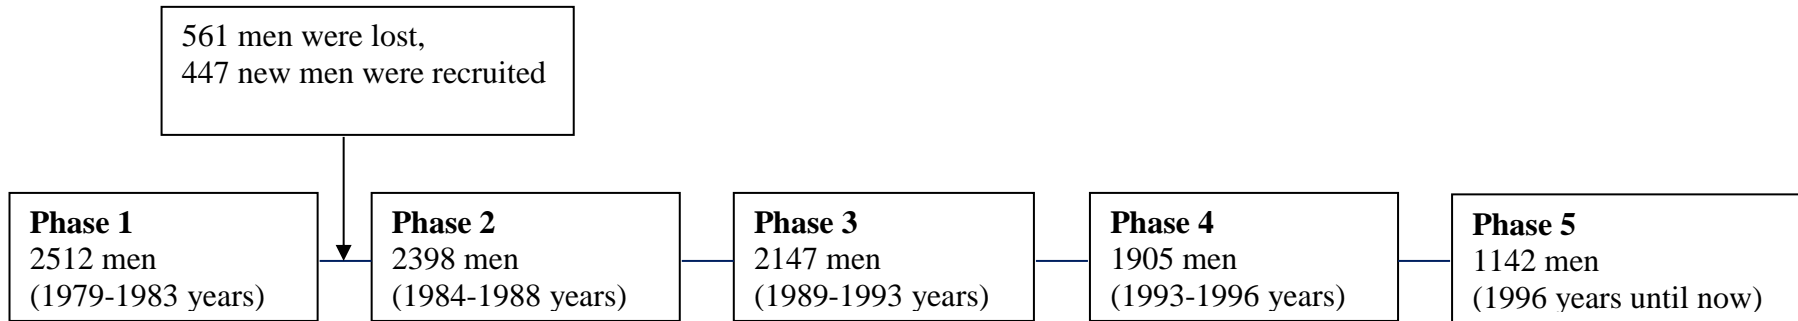 561 men were lost,
447 new men were recruited
Phase 1
2512 men
(1979-1983 years)
Phase 2
2398 men
(1984-1988 years)
Phase 3
2147 men
(1989-1993 years)
Phase 4
1905 men
(1993-1996 years)
Phase 5
1142 men
(1996 years until now)